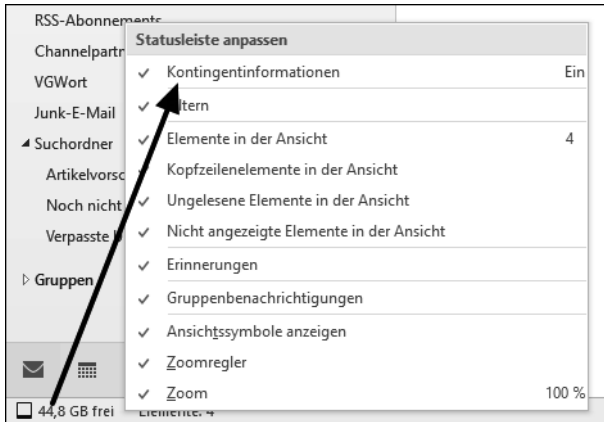 RSS-Abonnements
Channelpartn
VGWort
Junk-E-Mail
Suchordner
Artikelvorsc
Noch nicht
Verpasste
Gruppen
44,8 GB frei
Elemente: 4
Statusleiste anpassen
Kontingentinformationen Ein
Filtern
Elemente in der Ansicht 4
Kopfzeilenelemente in der Ansicht
Ungelesene Elemente in der Ansicht
Nicht angezeigte Elemente in der Ansicht
Erinnerungen
Gruppenbenachrichtigungen
Ansichtssymbole anzeigen
Zoomregler
Zoom 100 %